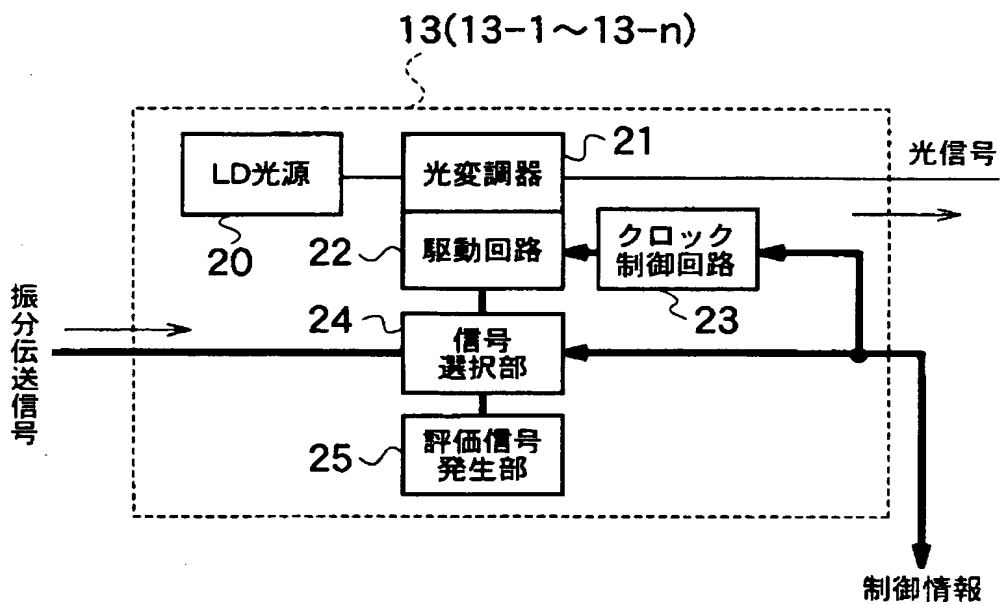 13(13-1～13-n)
LD光源
20
光変調器
21
光信号
駆動回路
22
クロック
制御回路
23
振分伝送信号
信号
選択部
24
評価信号
発生部
25
制御情報